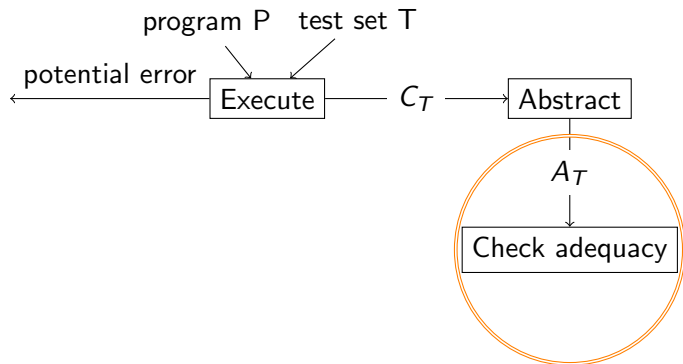 program P
test set T
potential error
Execute
C_T
Abstract
A_T
Check adequacy